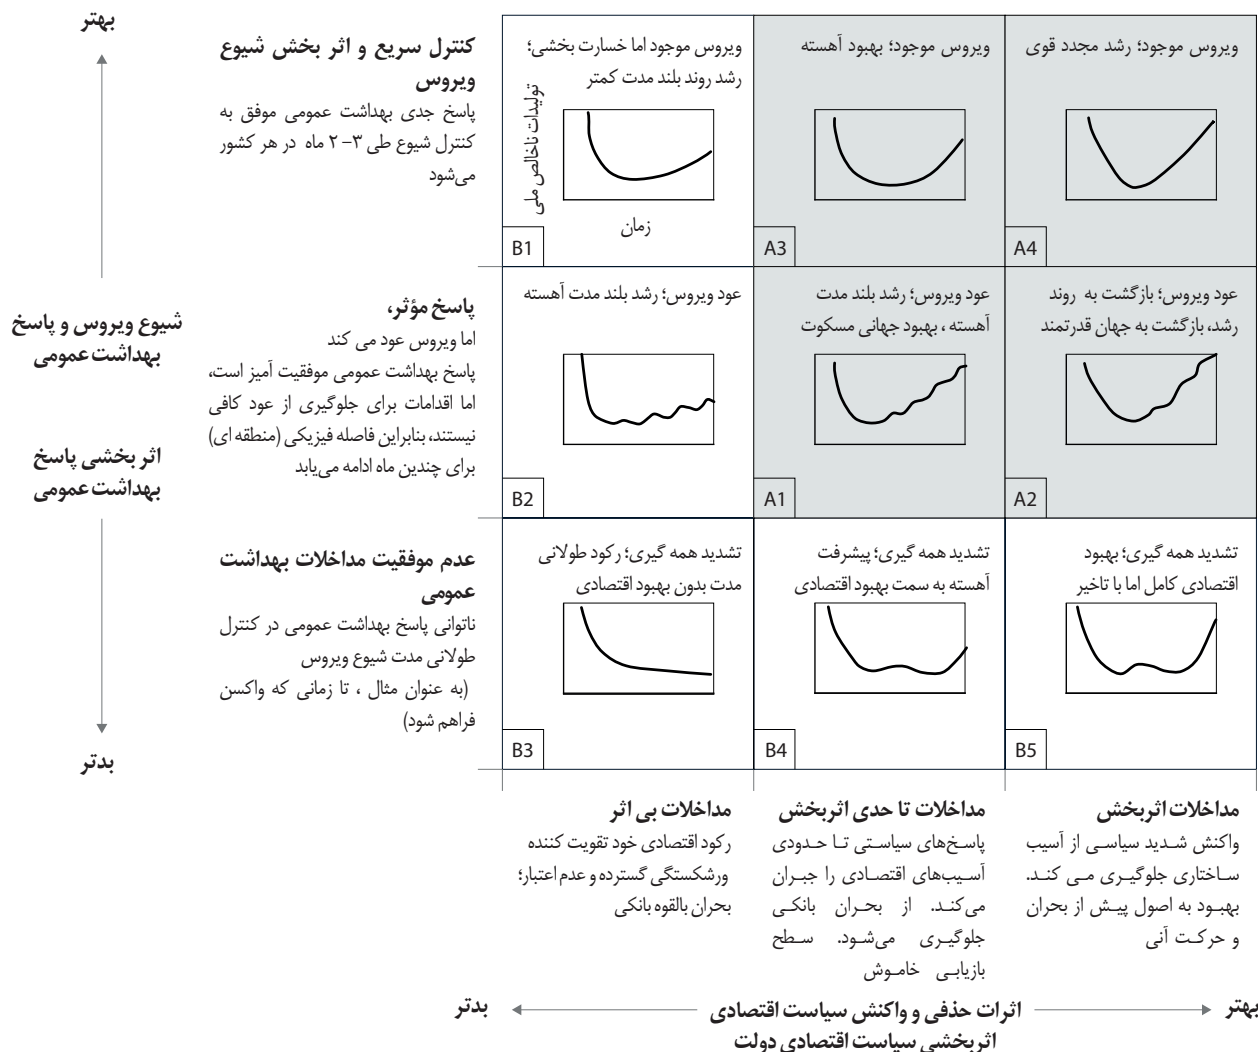 بهتر
شیوع ویروس و پاسخ
بهداشت عمومی
اثر بخشی پاسخ
بهداشت عمومی
بدتر
کنترل سریع و اثر بخش شیوع
ویروس
پاسخ جدی بهداشت عمومی موفق به
کنترل شیوع طی ۳- ۲ ماه در هر کشور
می‌شود
ویروس موجود اما خسارت بخشی؛
رشد روند بلند مدت کمتر
تولیدات ناخالص ملی
زمان
B1
ویروس موجود؛ بهبود آهسته
A3
ویروس موجود؛ رشد مجدد قوی
A4
پاسخ مؤثر،
اما ویروس عود می کند
پاسخ بهداشت عمومی موفقیت آمیز است،
اما اقدامات برای جلوگیری از عود کافی
نیستند، بنابراین فاصله فیزیکی (منطقه ای)
برای چندین ماه ادامه می‌یابد
عود ویروس؛ رشد بلند مدت آهسته
B2
عود ویروس؛ رشد بلند مدت
آهسته ، بهبود جهانی مسکوت
A1
عود ویروس؛ بازگشت به روند
رشد، بازگشت به جهان قدرتمند
A2
عدم موفقیت مداخلات بهداشت
عمومی
ناتوانی پاسخ بهداشت عمومی در کنترل
طولانی مدت شیوع ویروس
(به عنوان مثال ، تا زمانی که واکسن
فراهم شود)
تشدید همه گیری؛ رکود طولانی
مدت بدون بهبود اقتصادی
B3
تشدید همه گیری؛ پیشرفت
آهسته به سمت بهبود اقتصادی
B4
تشدید همه گیری؛ بهبود
اقتصادی کامل اما با تاخیر
B5
مداخلات بی اثر
رکود اقتصادی خود تقویت کننده
ورشکستگی گسترده و عدم اعتبار؛
بحران بالقوه بانکی
مداخلات تا حدی اثربخش
پاسخ‌های سیاستی تا حدودی
آسیب‌های اقتصادی را جبران
می‌کند. از بحران بانکی
جلوگیری می‌شود. سطح
بازیابی خاموش
مداخلات اثربخش
واکنش شدید سیاسی از آسیب
ساختاری جلوگیری می کند.
بهبود به اصول پیش از بحران
و حرکت آنی
بهتر
اثرات حذفی و واکنش سیاست اقتصادی
اثربخشی سیاست اقتصادی دولت
بدتر